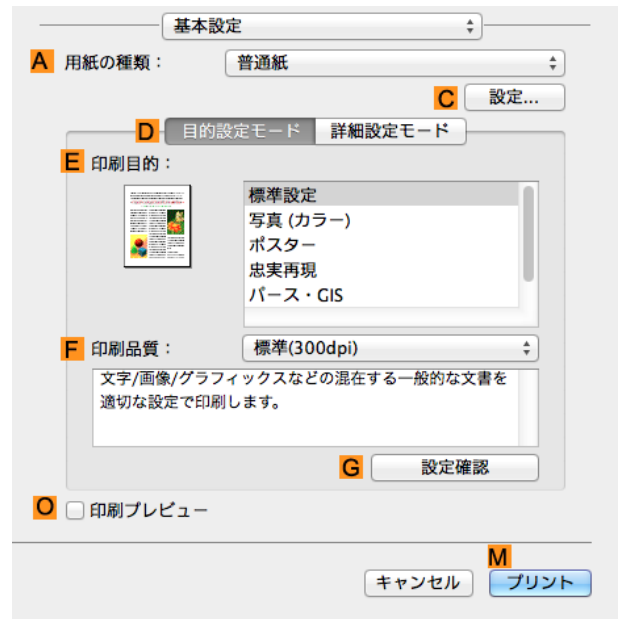 基本設定
A 用紙の種類： 普通紙
C 設定...
D 目的設定モード 詳細設定モード
E 印刷目的：
標準設定
写真 (カラー)
ポスター
忠実再現
パース・GIS
F 印刷品質： 標準(300dpi)
文字/画像/グラフィックスなどの混在する一般的な文書を
適切な設定で印刷します。
G 設定確認
O 印刷プレビュー
M
キャンセル プリント